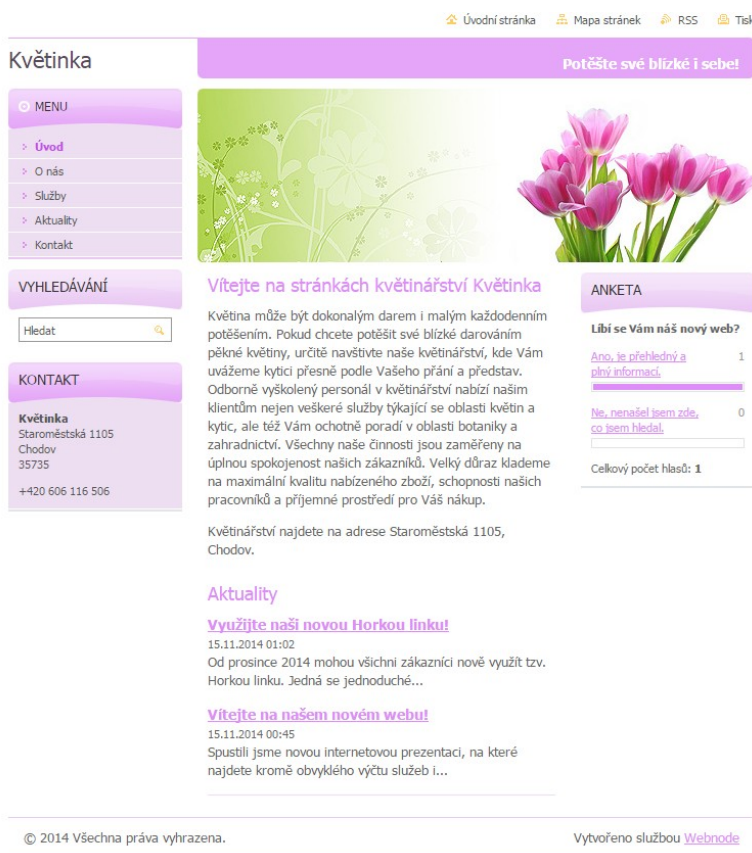 Úvodní stránka Mapa stránek RSS Tisk
Květinka
Potěšte své blízké i sebe!
MENU
Úvod
O nás
Služby
Aktuality
Kontakt
VYHLEDÁVÁNÍ
Hledat
KONTAKT
Květinka
Staroměstská 1105
Chodov
35735
+420 606 116 506
Vítejte na stránkách květinářství Květinka
Květina může být dokonalým darem i malým každodenním
potěšením. Pokud chcete potěšit své blízké darováním
pěkné květiny, určitě navštivte naše květinářství, kde Vám
uvážeme kytici přesně podle Vašeho přání a představ.
Odborně vyškolený personál v květinářství nabízí našim
klientům nejen veškeré služby týkající se oblasti květin a
kytic, ale též Vám ochotně poradí v oblasti botaniky a
zahradnictví. Všechny naše činnosti jsou zaměřeny na
úplnou spokojenost našich zákazníků. Velký důraz klademe
na maximální kvalitu nabízeného zboží, schopnosti našich
pracovníků a příjemné prostředí pro Váš nákup.
Květinářství najdete na adrese Staroměstská 1105,
Chodov.
Aktuality
Využijte naši novou Horkou linku!
15.11.2014 01:02
Od prosince 2014 mohou všichni zákazníci nově využít tzv.
Horkou linku. Jedná se jednoduché...
Vítejte na našem novém webu!
15.11.2014 00:45
Spustili jsme novou internetovou prezentaci, na které
najdete kromě obvyklého výčtu služeb i...
ANKETA
Líbí se Vám náš nový web?
Ano, je přehledný a 1
plný informací.
Ne, nenašel jsem zde, 0
co jsem hledal.
Celkový počet hlasů: 1
© 2014 Všechna práva vyhrazena.
Vytvořeno službou Webnode